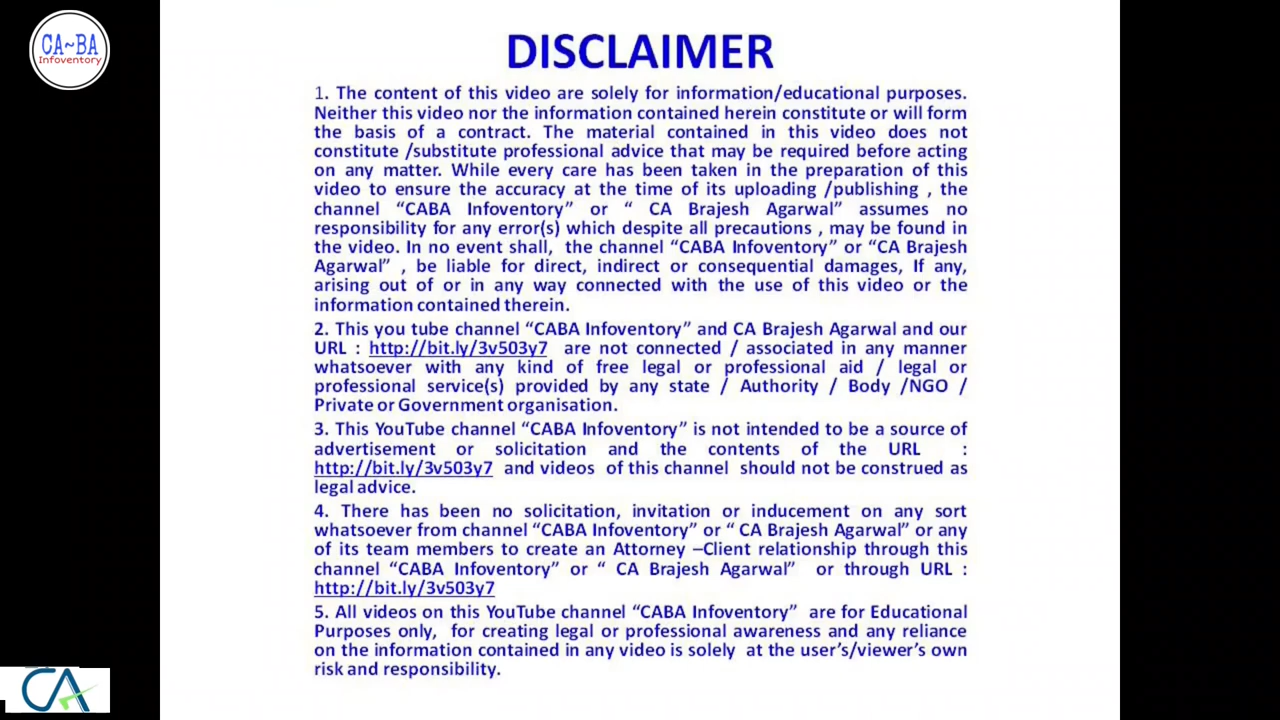 CA~BA
Infoventory
DISCLAIMER
1. The content of this video are solely for information/educational purposes.
Neither this video nor the information contained herein constitute or will form
the basis of a contract. The material contained in this video does not
constitute /substitute professional advice that may be required before acting
on any matter. While every care has been taken in the preparation of this
video to ensure the accuracy at the time of its uploading /publishing , the
channel “CABA Infoventory” or “ CA Brajesh Agarwal” assumes no
responsibility for any error(s) which despite all precautions , may be found in
the video. In no event shall, the channel “CABA Infoventory” or “CA Brajesh
Agarwal” , be liable for direct, indirect or consequential damages, If any,
arising out of or in any way connected with the use of this video or the
information contained therein.
2. This you tube channel “CABA Infoventory” and CA Brajesh Agarwal and our
URL : http://bit.ly/3v503y7 are not connected / associated in any manner
whatsoever with any kind of free legal or professional aid / legal or
professional service(s) provided by any state / Authority / Body /NGO /
Private or Government organisation.
3. This YouTube channel “CABA Infoventory” is not intended to be a source of
advertisement or solicitation and the contents of the URL :
http://bit.ly/3v503y7 and videos of this channel should not be construed as
legal advice.
4. There has been no solicitation, invitation or inducement on any sort
whatsoever from channel “CABA Infoventory” or “ CA Brajesh Agarwal” or any
of its team members to create an Attorney –Client relationship through this
channel “CABA Infoventory” or “ CA Brajesh Agarwal” or through URL :
http://bit.ly/3v503y7
5. All videos on this YouTube channel “CABA Infoventory” are for Educational
Purposes only, for creating legal or professional awareness and any reliance
on the information contained in any video is solely at the user’s/viewer’s own
risk and responsibility.
CA